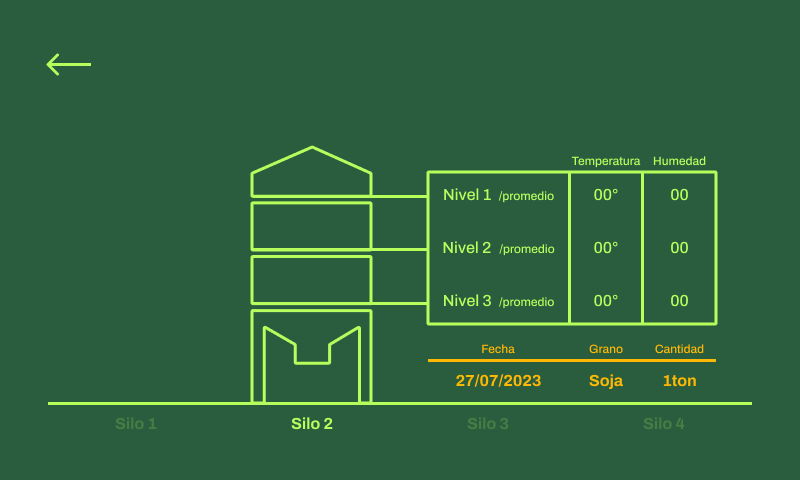 Temperatura Humedad
Nivel 1 /promedio 00° 00
Nivel 2 /promedio 00° 00
Nivel 3 /promedio 00° 00
Fecha Grano Cantidad
27/07/2023 Soja 1ton
Silo 1 Silo 2 Silo 3 Silo 4